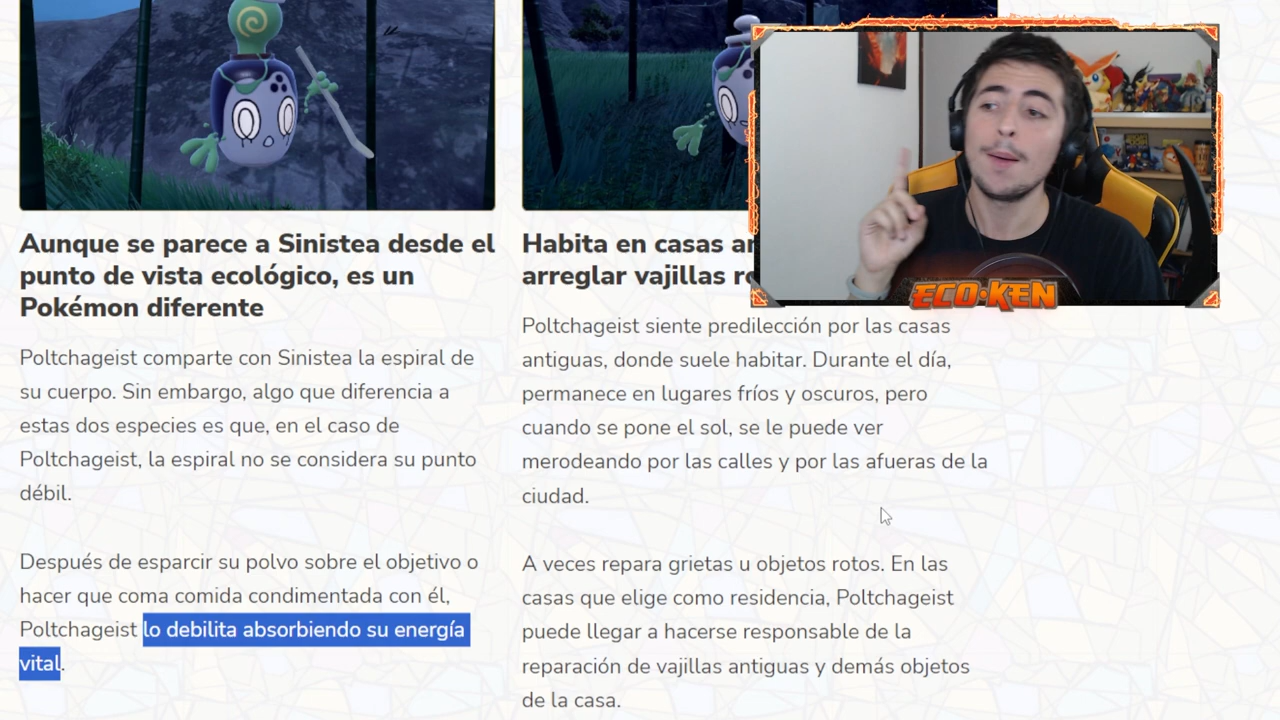 Aunque se parece a Sinistea desde el
punto de vista ecológico, es un
Pokémon diferente
Poltchageist comparte con Sinistea la espiral de
su cuerpo. Sin embargo, algo que diferencia a
estas dos especies es que, en el caso de
Poltchageist, la espiral no se considera su punto
débil.
Después de esparcir su polvo sobre el objetivo o
hacer que coma comida condimentada con él,
Poltchageist lo debilita absorbiendo su energía
vital.
Habita en casas
arreglar vajillas
Poltchageist siente predilección por las casas
antiguas, donde suele habitar. Durante el día,
permanece en lugares fríos y oscuros, pero
cuando se pone el sol, se le puede ver
merodeando por las calles y por las afueras de la
ciudad.
A veces repara grietas u objetos rotos. En las
casas que elige como residencia, Poltchageist
puede llegar a hacerse responsable de la
reparación de vajillas antiguas y demás objetos
de la casa.
ECO·KEN